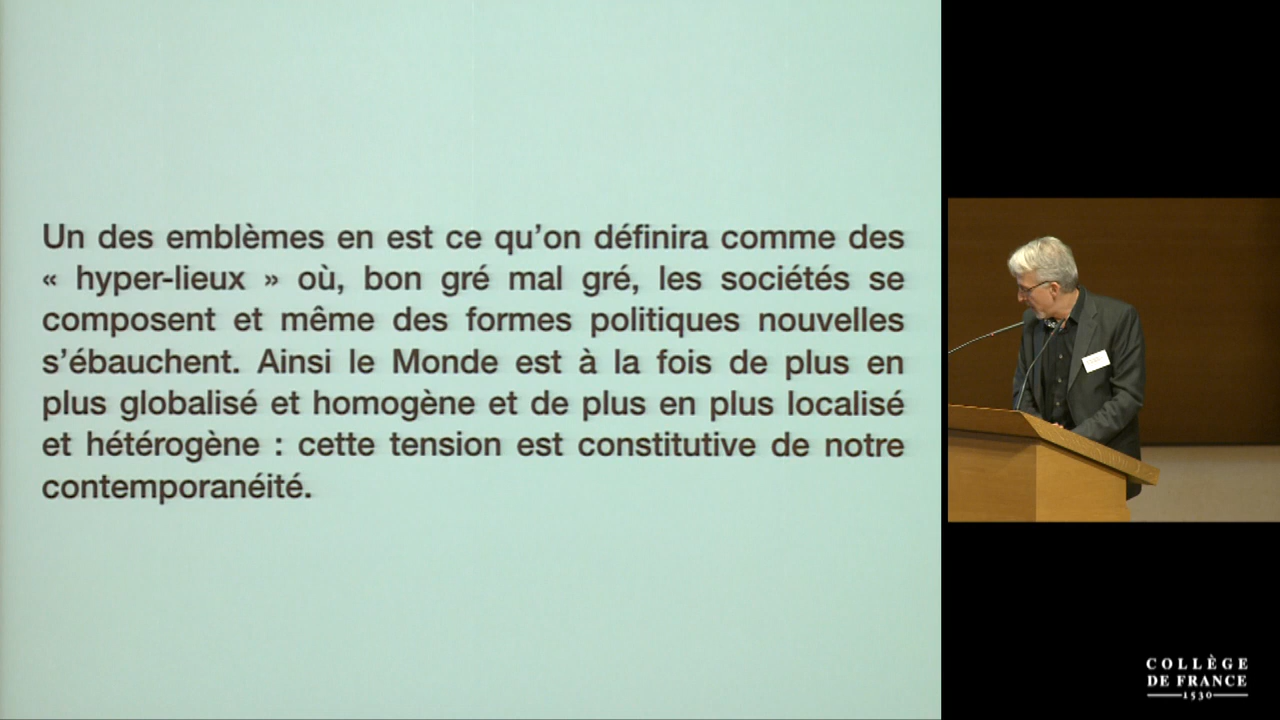 Un des emblèmes en est ce qu’on définira comme des
« hyper-lieux » où, bon gré mal gré, les sociétés se
composent et même des formes politiques nouvelles
s’ébauchent. Ainsi le Monde est à la fois de plus en
plus globalisé et homogène et de plus en plus localisé
et hétérogène : cette tension est constitutive de notre
contemporanéité.
COLLÈGE
DE FRANCE
1530